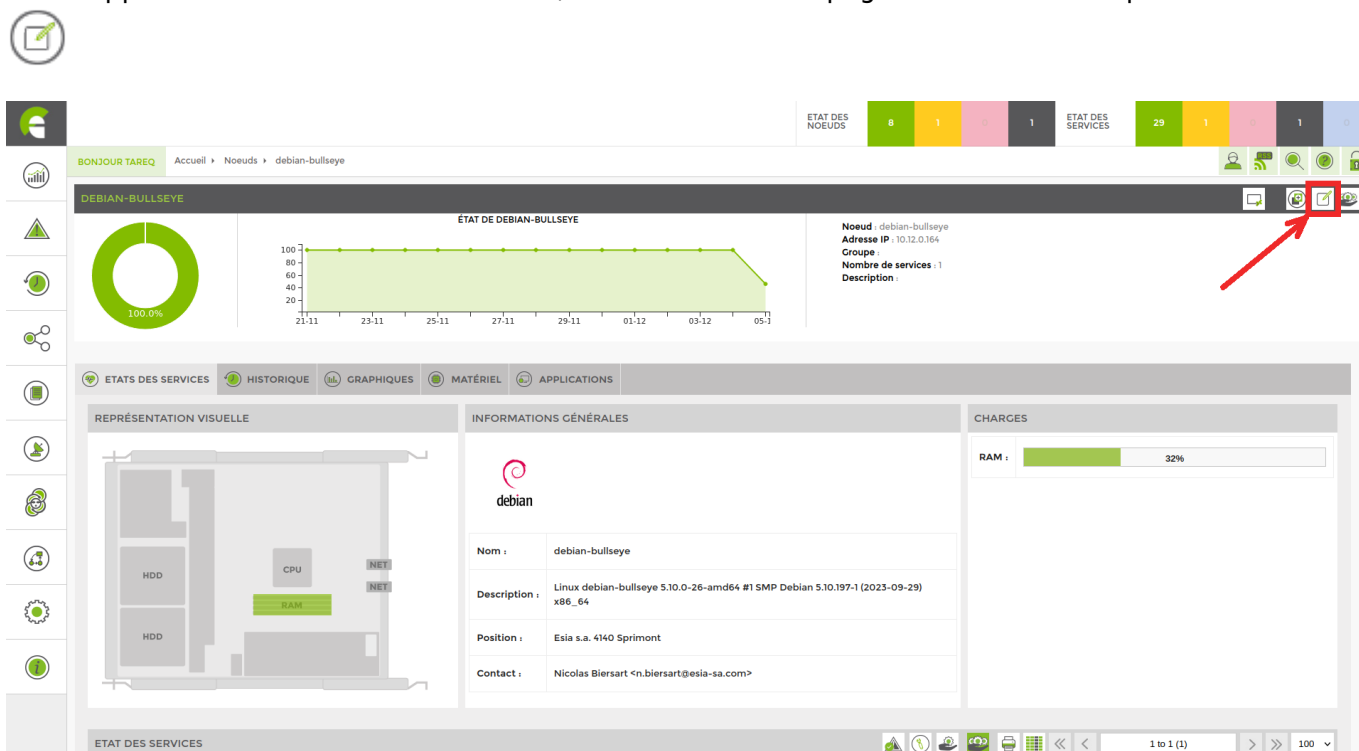 ETAT DES NOEUDS
8 1 0 1
ETAT DES SERVICES
29 1 0 1 0
BONJOUR TAREQ
Accueil Noeuds debian-bullseye
RSS
DEBIAN-BULLSEYE
100.0%
ÉTAT DE DEBIAN-BULLSEYE
100
80
60
40
20
21-11 23-11 25-11 27-11 29-11 01-12 03-12 05-1
Noeud : debian-bullseye
Adresse IP : 10.12.0.164
Groupe :
Nombre de services : 1
Description :
ETATS DES SERVICES HISTORIQUE GRAPHIQUES MATÉRIEL APPLICATIONS
REPRÉSENTATION VISUELLE
HDD
HDD
CPU
RAM
NET
NET
INFORMATIONS GÉNÉRALES
debian
Nom : debian-bullseye
Description : Linux debian-bullseye 5.10.0-26-amd64 #1 SMP Debian 5.10.197-1 (2023-09-29)
x86_64
Position : Esia s.a. 4140 Sprimont
Contact : Nicolas Biersart <n.biersart@esia-sa.com>
CHARGES
RAM : 32%
ETAT DES SERVICES
1 to 1 (1)
100